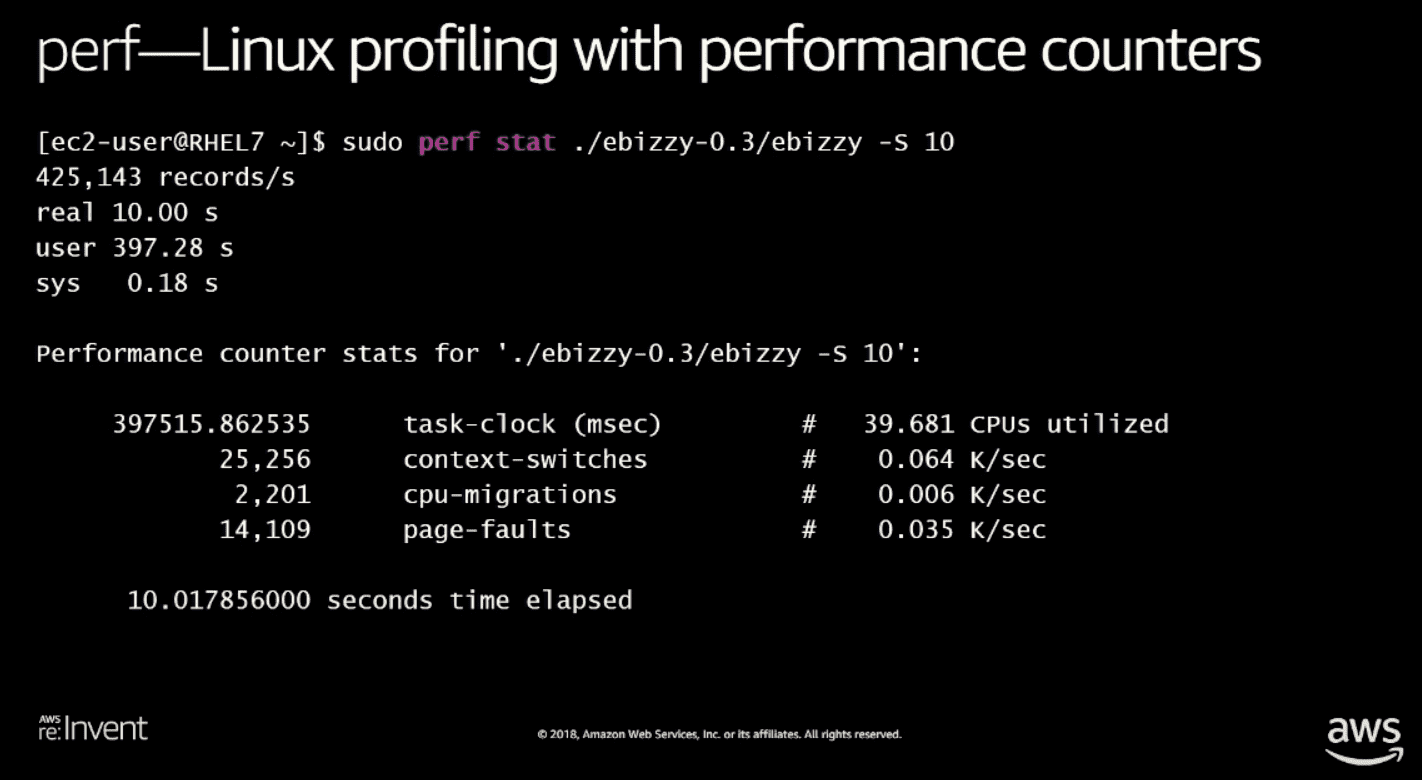 perf—Linux profiling with performance counters
[ec2-user@RHEL7 ~]$ sudo perf stat ./ebizzy-0.3/ebizzy -S 10
425,143 records/s
real 10.00 s
user 397.28 s
sys   0.18 s
Performance counter stats for './ebizzy-0.3/ebizzy -S 10':
397515.862535      task-clock (msec)         #   39.681 CPUs utilized
25,256      context-switches          #    0.064 K/sec
2,201      cpu-migrations            #    0.006 K/sec
14,109      page-faults               #    0.035 K/sec
10.017856000 seconds time elapsed
AWS
re:Invent
© 2018, Amazon Web Services, Inc. or its affiliates. All rights reserved.
aws